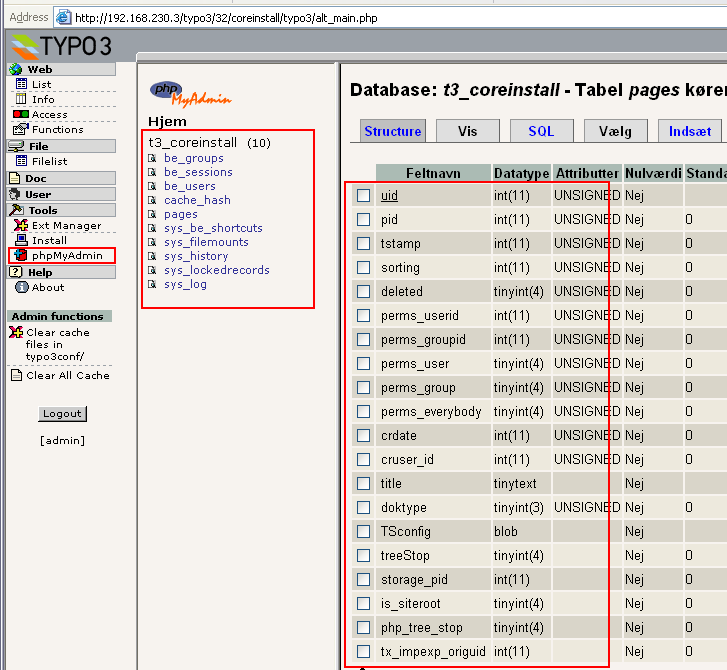 Address http://192.168.230.3/typo3/32/coreinstall/typo3/alt_main.php
TYPO3
Web
List
Info
Access
Functions
File
Filelist
Doc
User
Tools
Ext Manager
Install
phpMyAdmin
Help
About
Admin functions
Clear cache
files in
typo3conf/
Clear All Cache
Logout
[admin]
php
MyAdmin
Hjem
t3_coreinstall (10)
be_groups
be_sessions
be_users
cache_hash
pages
sys_be_shortcuts
sys_filemounts
sys_history
sys_lockedrecords
sys_log
Database: t3_coreinstall - Tabel pages køre
Structure Vis SQL Vælg Indsæt
Feltnavn Datatype Attributter Nulværdi Standa
uid int(11) UNSIGNED Nej
pid int(11) UNSIGNED Nej 0
tstamp int(11) UNSIGNED Nej 0
sorting int(11) UNSIGNED Nej 0
deleted tinyint(4) UNSIGNED Nej 0
perms_userid int(11) UNSIGNED Nej 0
perms_groupid int(11) UNSIGNED Nej 0
perms_user tinyint(4) UNSIGNED Nej 0
perms_group tinyint(4) UNSIGNED Nej 0
perms_everybody tinyint(4) UNSIGNED Nej 0
crdate int(11) UNSIGNED Nej 0
cruser_id int(11) UNSIGNED Nej 0
title tinytext Nej
doktype tinyint(3) UNSIGNED Nej 0
TSconfig blob Nej
treeStop tinyint(4) Nej 0
storage_pid int(11) Nej 0
is_siteroot tinyint(4) Nej 0
php_tree_stop tinyint(4) Nej 0
tx_impexp_origuid int(11) Nej 0